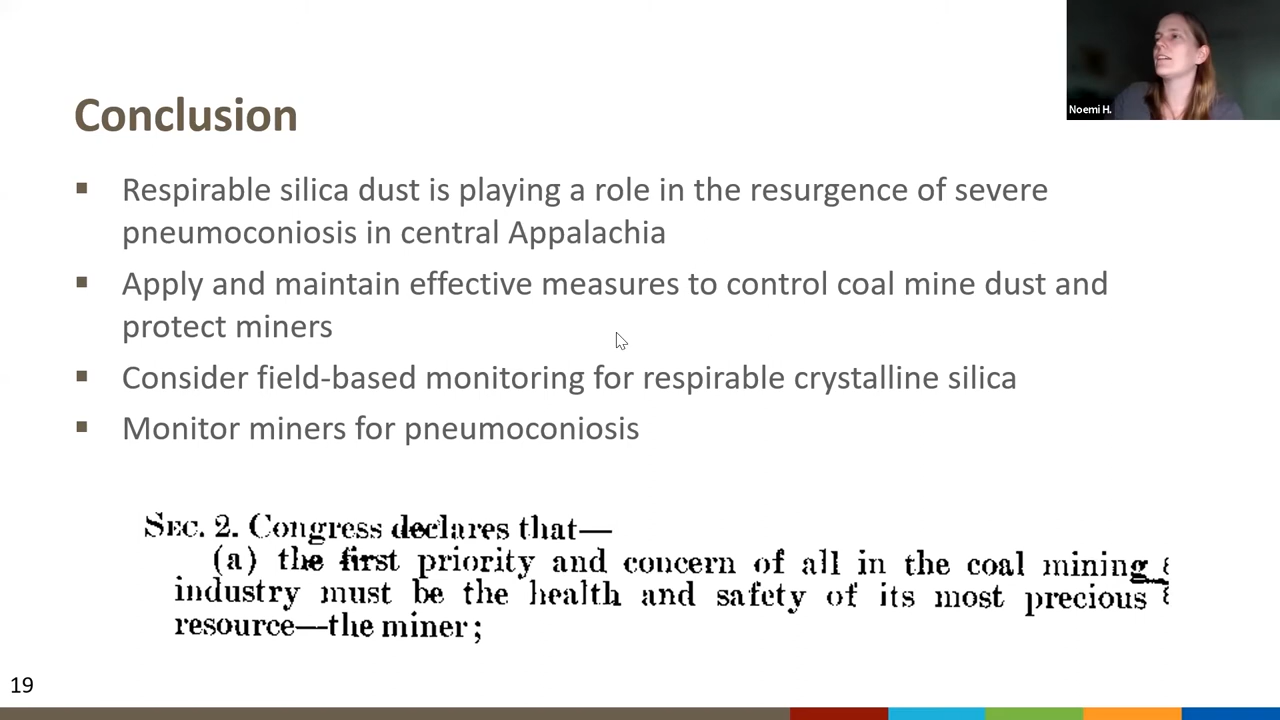 Noemi H.
Conclusion
▪ Respirable silica dust is playing a role in the resurgence of severe
pneumoconiosis in central Appalachia
▪ Apply and maintain effective measures to control coal mine dust and
protect miners
▪ Consider field-based monitoring for respirable crystalline silica
▪ Monitor miners for pneumoconiosis
SEC. 2. Congress declares that—
(a) the first priority and concern of all in the coal mining
industry must be the health and safety of its most precious
resource—the miner;
19